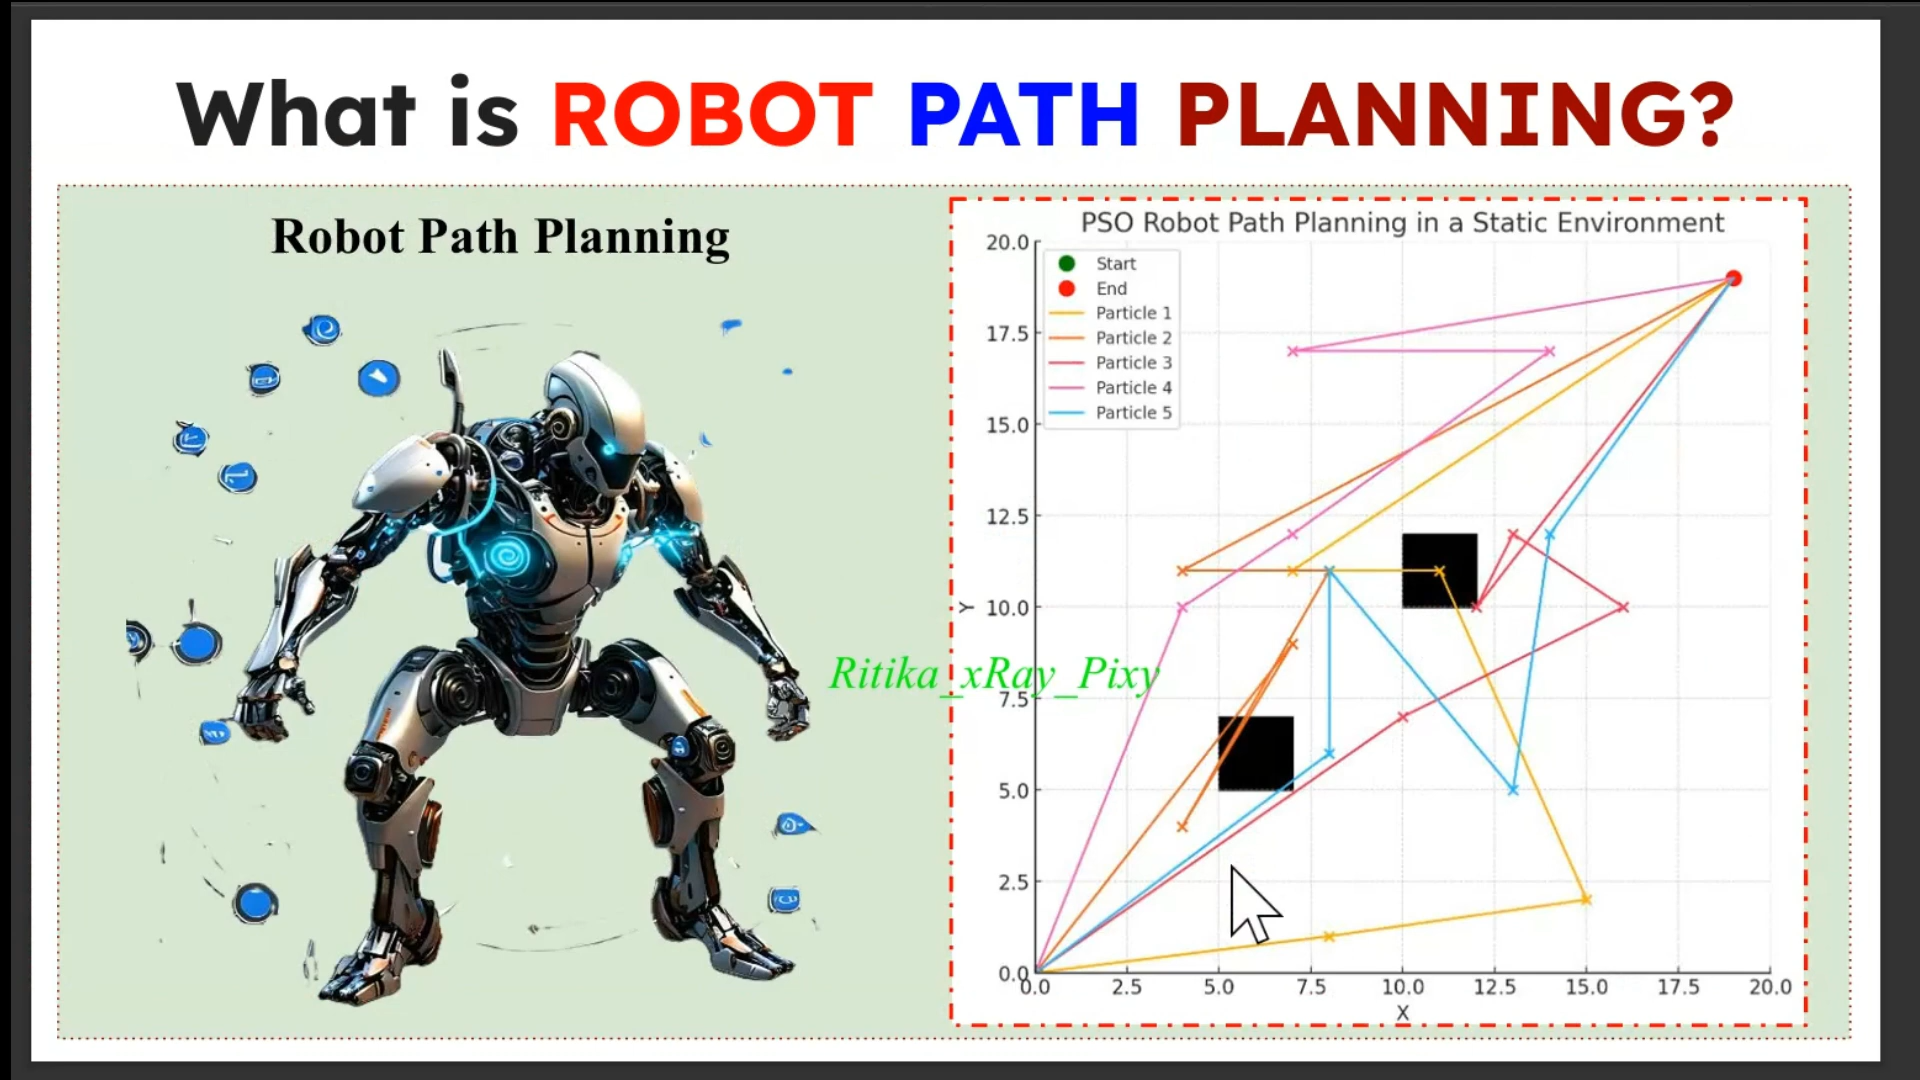 What is ROBOT PATH PLANNING?
Robot Path Planning
PSO Robot Path Planning in a Static Environment
Start
End
Particle 1
Particle 2
Particle 3
Particle 4
Particle 5
20.0
17.5
15.0
12.5
10.0
7.5
5.0
2.5
0.0
Y
Ritika_xRay_Pixy
0.0 2.5 5.0 7.5 10.0 12.5 15.0 17.5 20.0
X